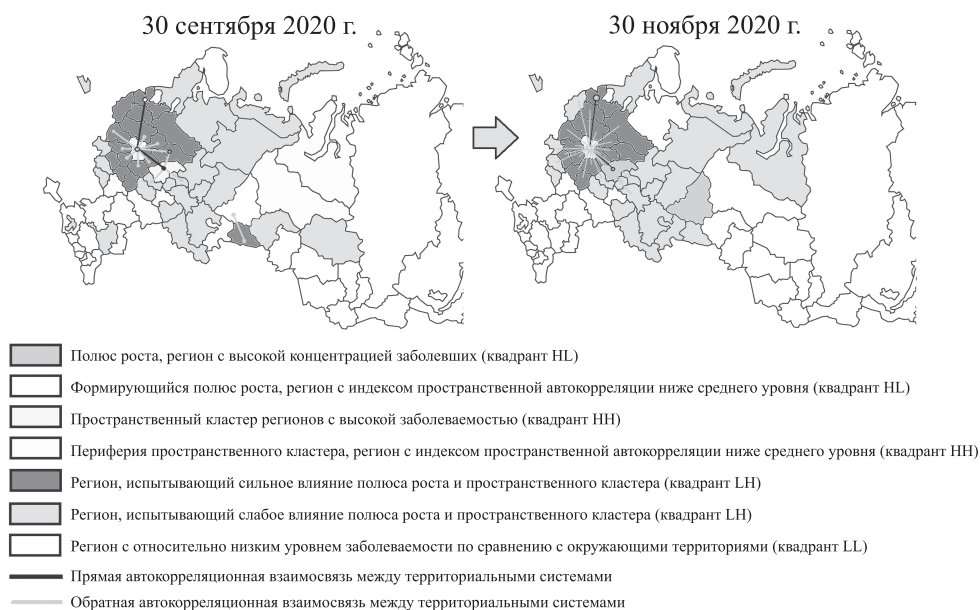 30 сентября 2020 г.
30 ноября 2020 г.
Полюс роста, регион с высокой концентрацией заболевших (квадрант HL)
Формирующийся полюс роста, регион с индексом пространственной автокорреляции ниже среднего уровня (квадрант HL)
Пространственный кластер регионов с высокой заболеваемостью (квадрант HH)
Периферия пространственного кластера, регион с индексом пространственной автокорреляции ниже среднего уровня (квадрант HH)
Регион, испытывающий сильное влияние полюса роста и пространственного кластера (квадрант LH)
Регион, испытывающий слабое влияние полюса роста и пространственного кластера (квадрант LH)
Регион с относительно низким уровнем заболеваемости по сравнению с окружающими территориями (квадрант LL)
Прямая автокорреляционная взаимосвязь между территориальными системами
Обратная автокорреляционная взаимосвязь между территориальными системами